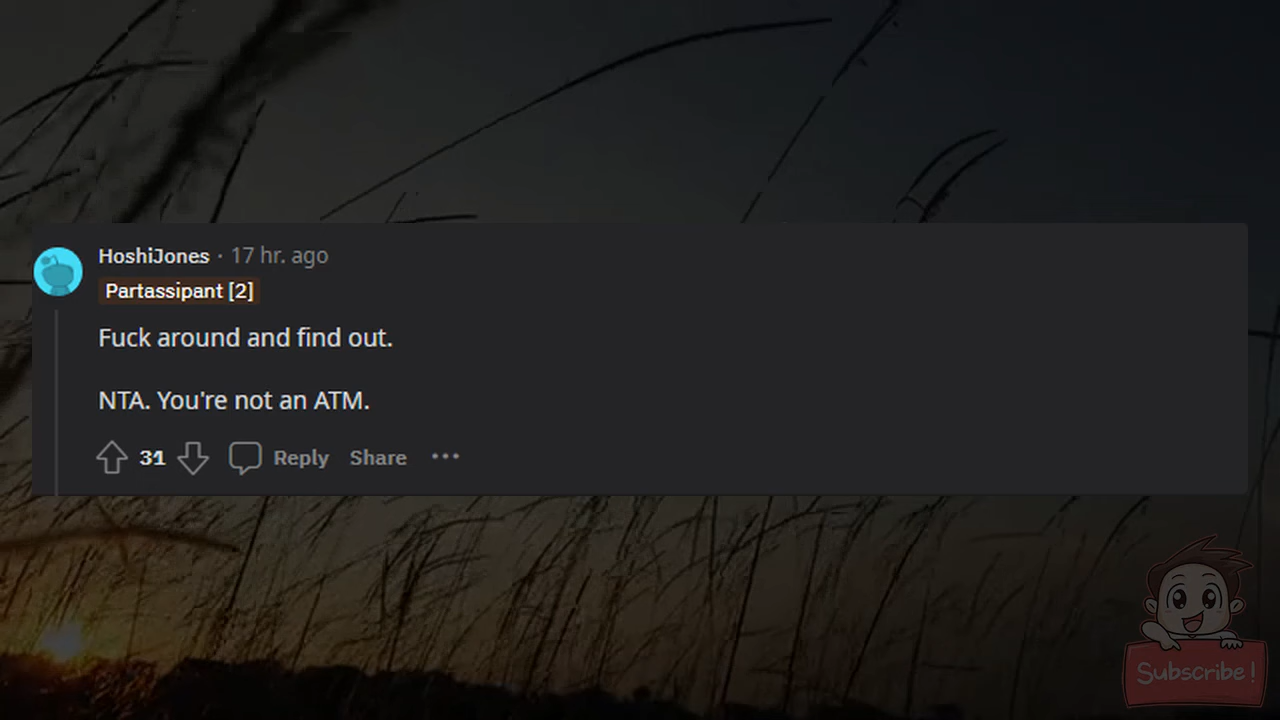 HoshiJones · 17 hr. ago
Partassipant [2]
Fuck around and find out.
NTA. You're not an ATM.
31 Reply Share ···
Subscribe!